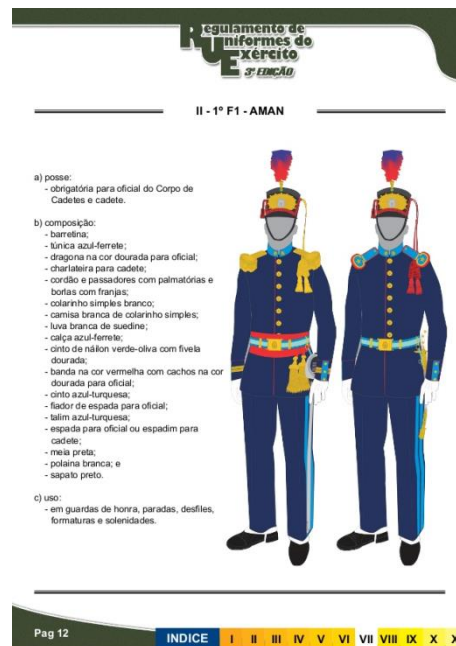 Regulamento de
Uniformes do
Exército
3ª EDIÇÃO
II - 1º F1 - AMAN
a) posse:
- obrigatória para oficial do Corpo de
Cadetes e cadete.
b) composição:
- barretina;
- túnica azul-ferrete;
- dragona na cor dourada para oficial;
- charlateira para cadete;
- cordão e passadores com palmatórias e
borlas com franjas;
- colarinho simples branco;
- camisa branca de colarinho simples;
- luva branca de suedine;
- calça azul-ferrete;
- cinto de náilon verde-oliva com fivela
dourada;
- banda na cor vermelha com cachos na cor
dourada para oficial;
- cinto azul-turquesa;
- fiador de espada para oficial;
- talim azul-turquesa;
- espada para oficial ou espadim para
cadete;
- meia preta;
- polaina branca; e
- sapato preto.
c) uso:
- em guardas de honra, paradas, desfiles,
formaturas e solenidades.
Pag 12
INDICE I II III IV V VI VII VIII IX X X